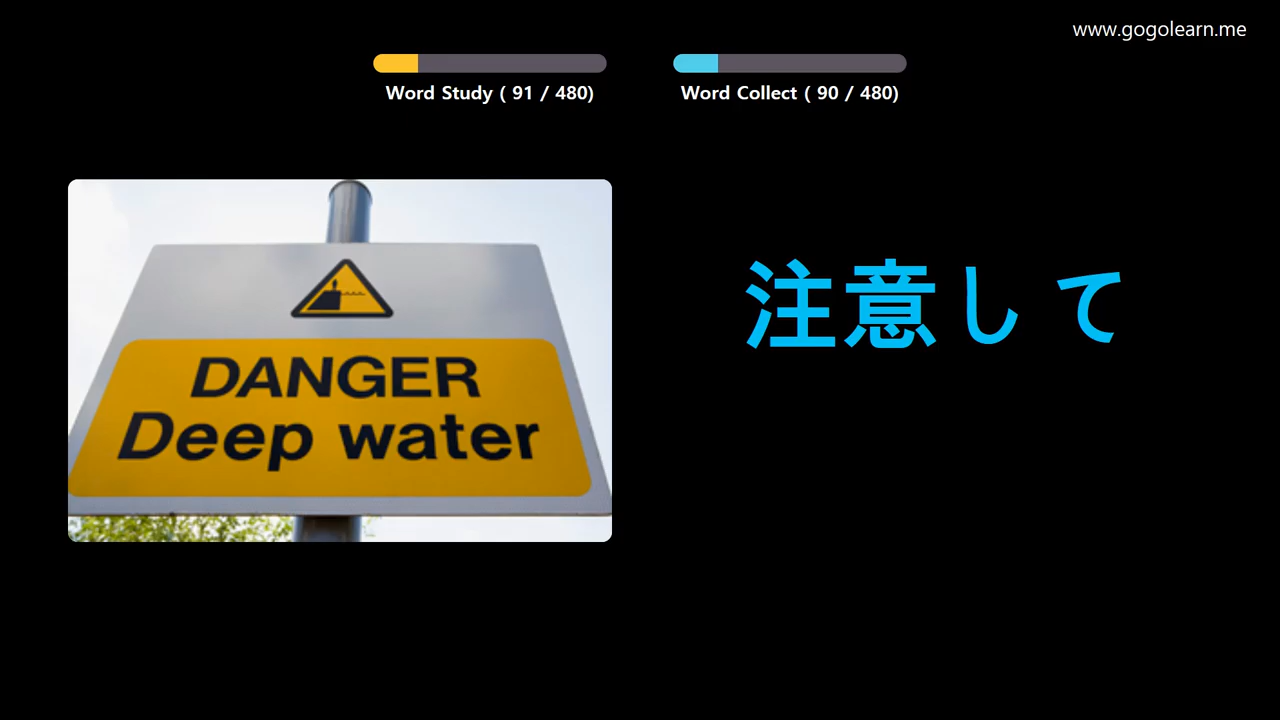 www.gogolearn.me
Word Study ( 91 / 480)
Word Collect ( 90 / 480)
DANGER
Deep water
注意して